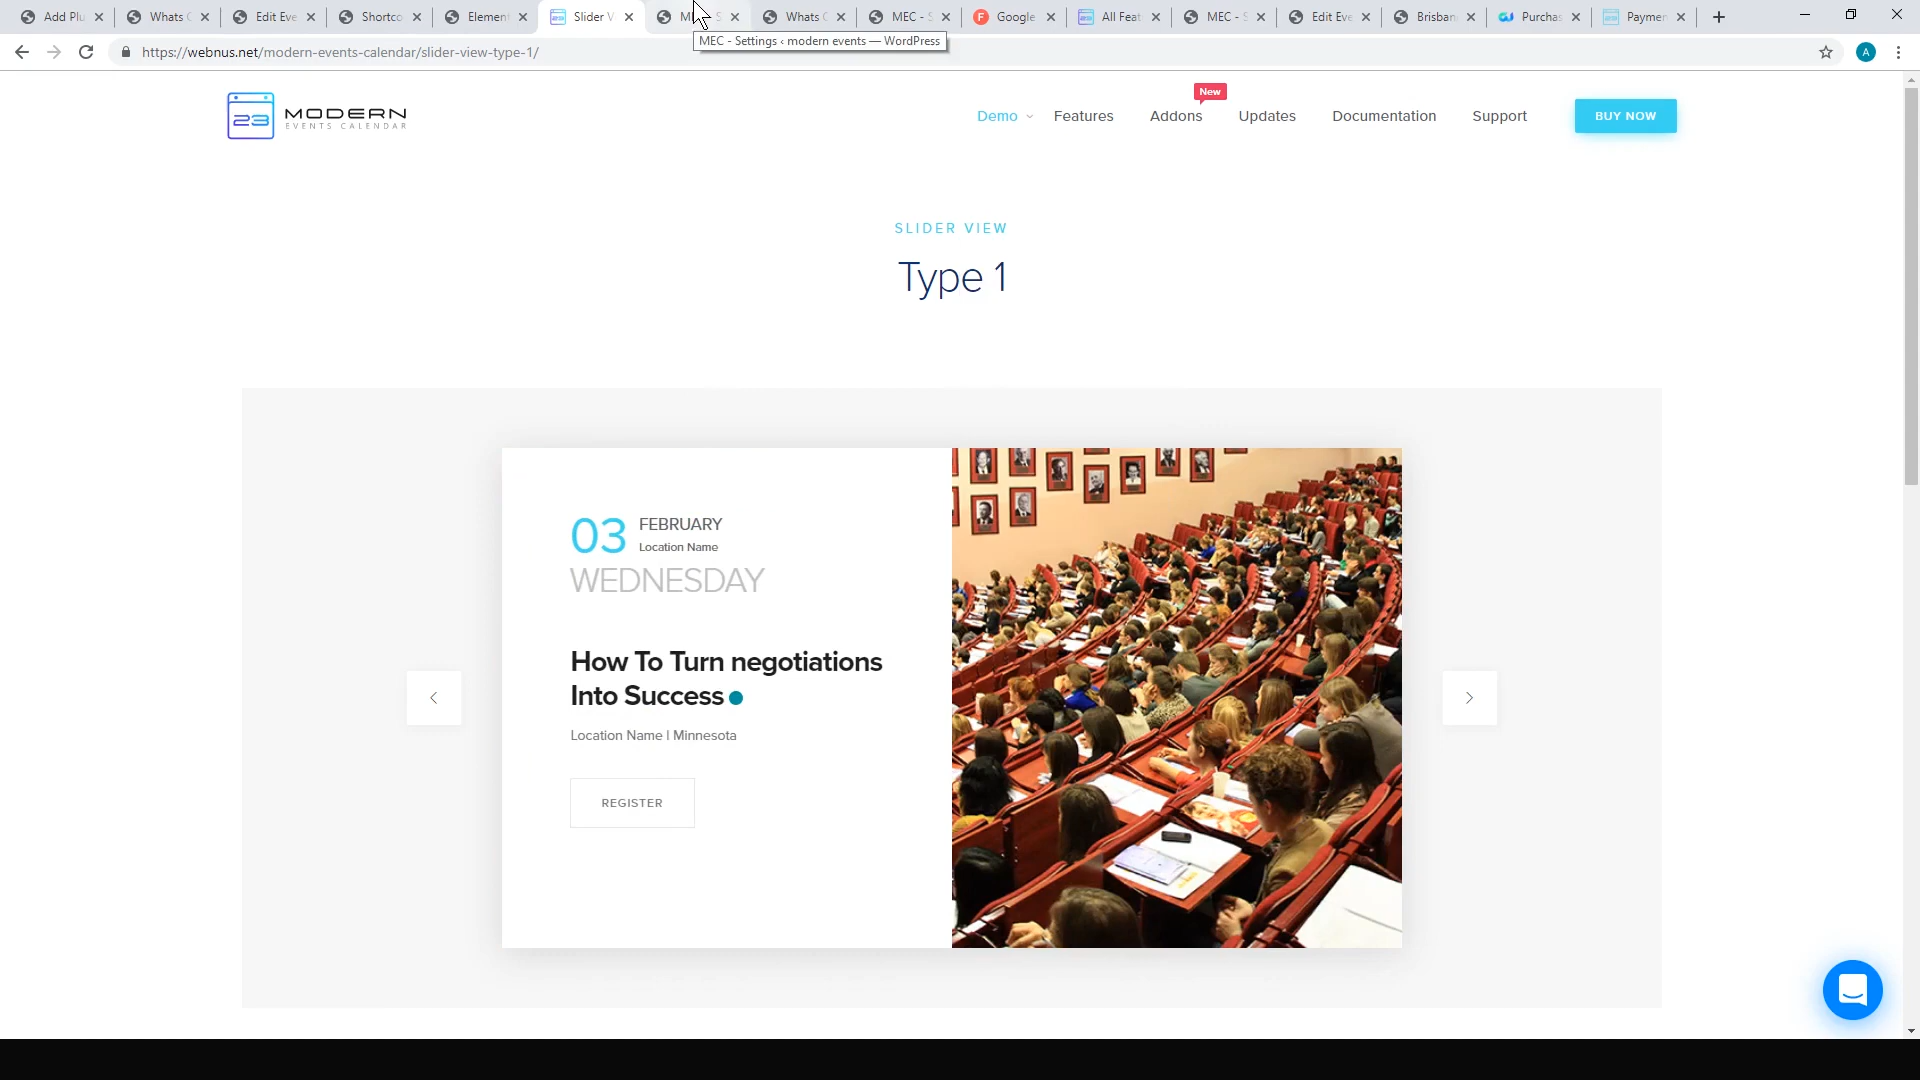 Add Plu
Whats C
Edit Eve
Shortco
Elemen
Slider V
Whats C
MEC - S
Google
All Feat
MEC - S
Edit Eve
Brisban
Purchas
Paymen
MEC - Settings ‹ modern events — WordPress
https://webnus.net/modern-events-calendar/slider-view-type-1/
A
23 MODERN
EVENTS CALENDAR
New
Demo Features Addons Updates Documentation Support BUY NOW
SLIDER VIEW
Type 1
03 FEBRUARY
Location Name
WEDNESDAY
How To Turn negotiations
Into Success
Location Name | Minnesota
REGISTER